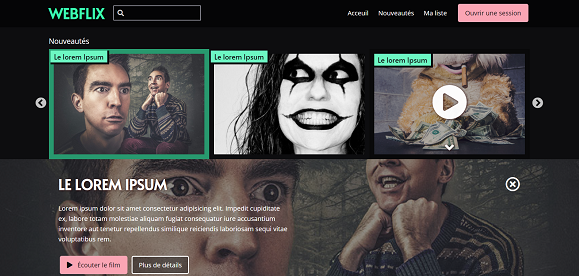 WEBFLIX
Acceuil Nouveautés Ma liste Ouvrir une session
Nouveautés
Le lorem Ipsum Le lorem Ipsum Le lorem Ipsum
LE LOREM IPSUM
Lorem ipsum dolor sit amet consectetur adipisicing elit. Impedit cupiditate
ex, labore totam molestiae aliquam fugiat consequatur iure accusantium
inventore aut tenetur repellendus similique reiciendis laboriosam sequi vitae
voluptatibus rem.
Écouter le film Plus de détails